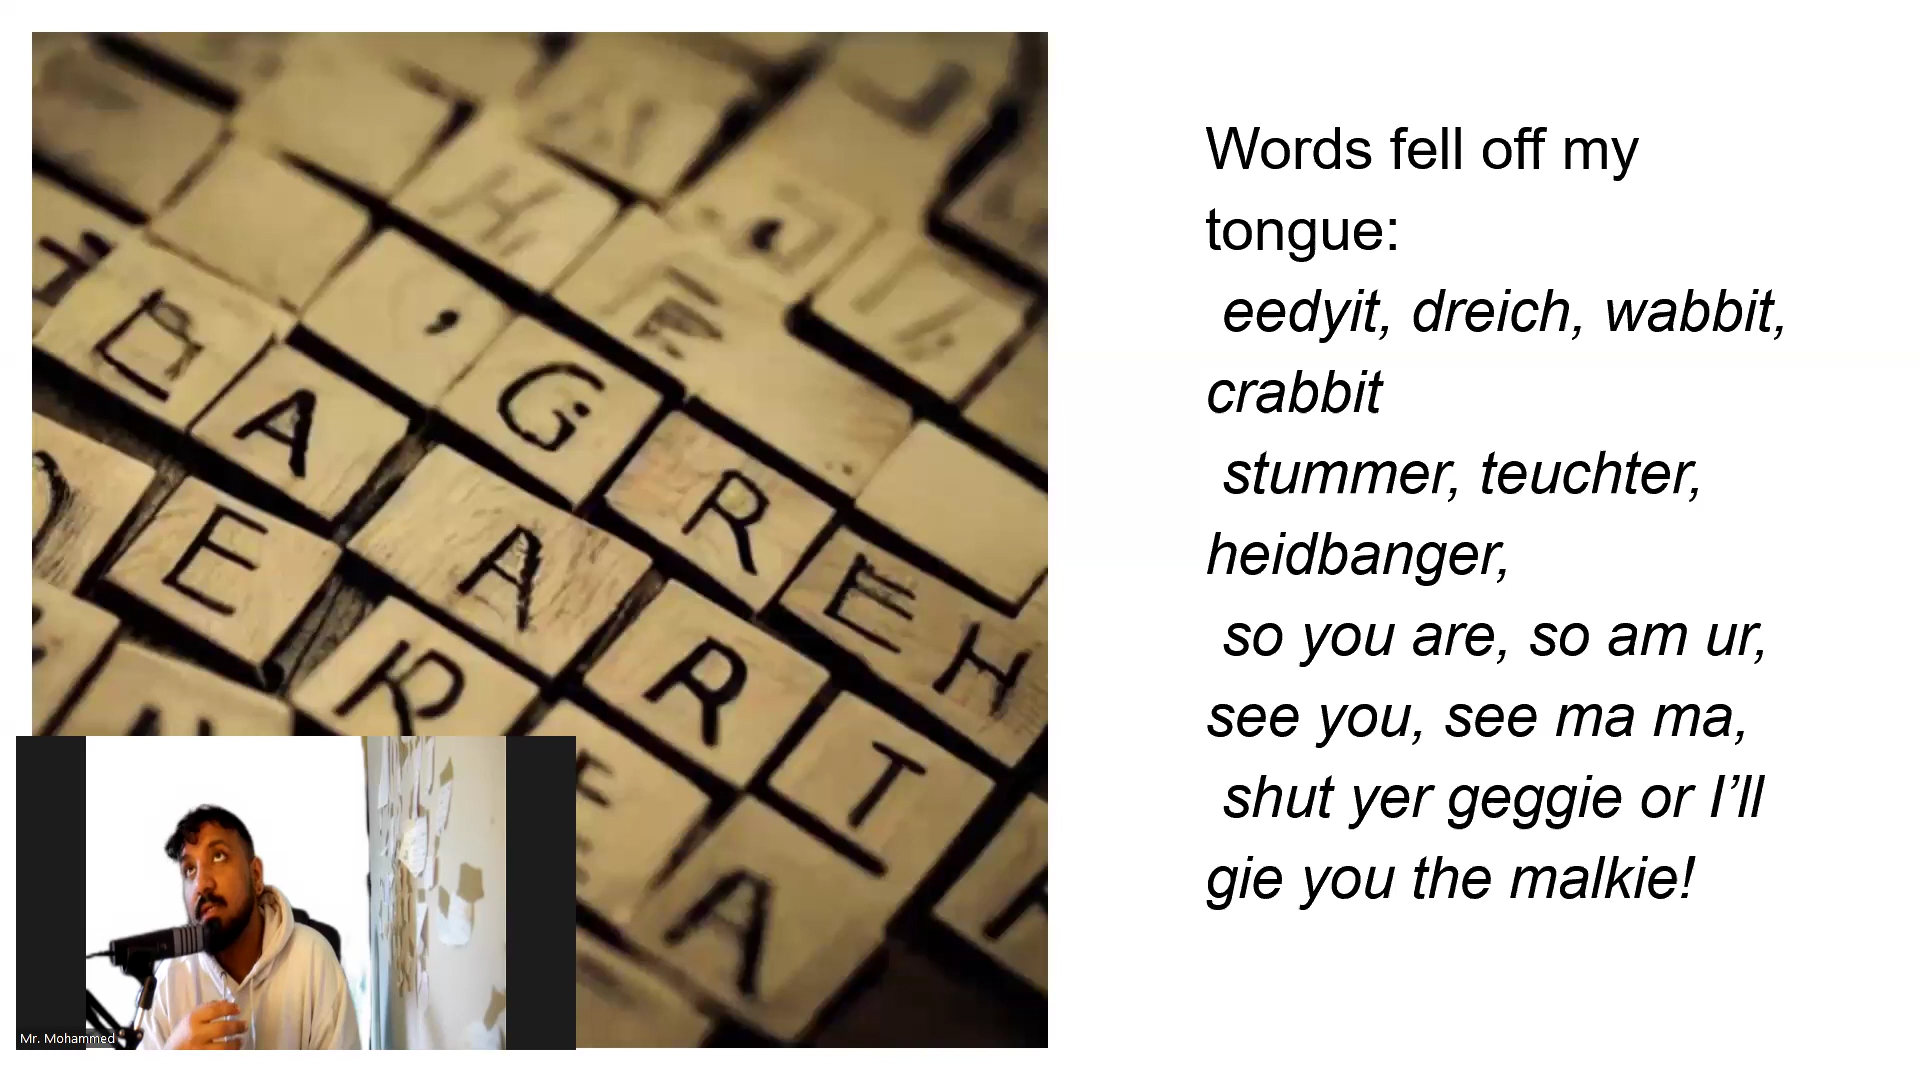 Words fell off my
tongue:
eedyit, dreich, wabbit,
crabbit
stummer, teuchter,
heidbanger,
so you are, so am ur,
see you, see ma ma,
shut yer geggie or I’ll
gie you the malkie!
, G R E H
A A R T
E R
A
Mr. Mohammed